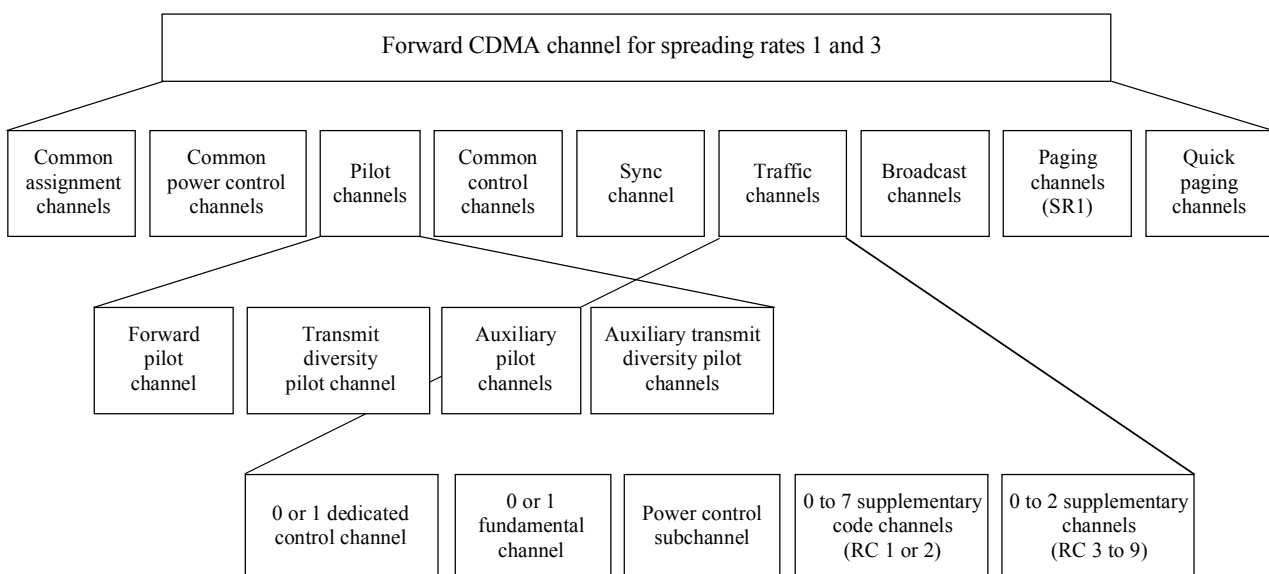 Forward CDMA channel for spreading rates 1 and 3
Common
assignment
channels
Common
power control
channels
Pilot
channels
Common
control
channels
Sync
channel
Traffic
channels
Broadcast
channels
Paging
channels
(SR1)
Quick
paging
channels
Forward
pilot
channel
Transmit
diversity
pilot channel
Auxiliary
pilot
channels
Auxiliary transmit
diversity pilot
channels
0 or 1 dedicated
control channel
0 or 1
fundamental
channel
Power control
subchannel
0 to 7 supplementary
code channels
(RC 1 or 2)
0 to 2 supplementary
channels
(RC 3 to 9)